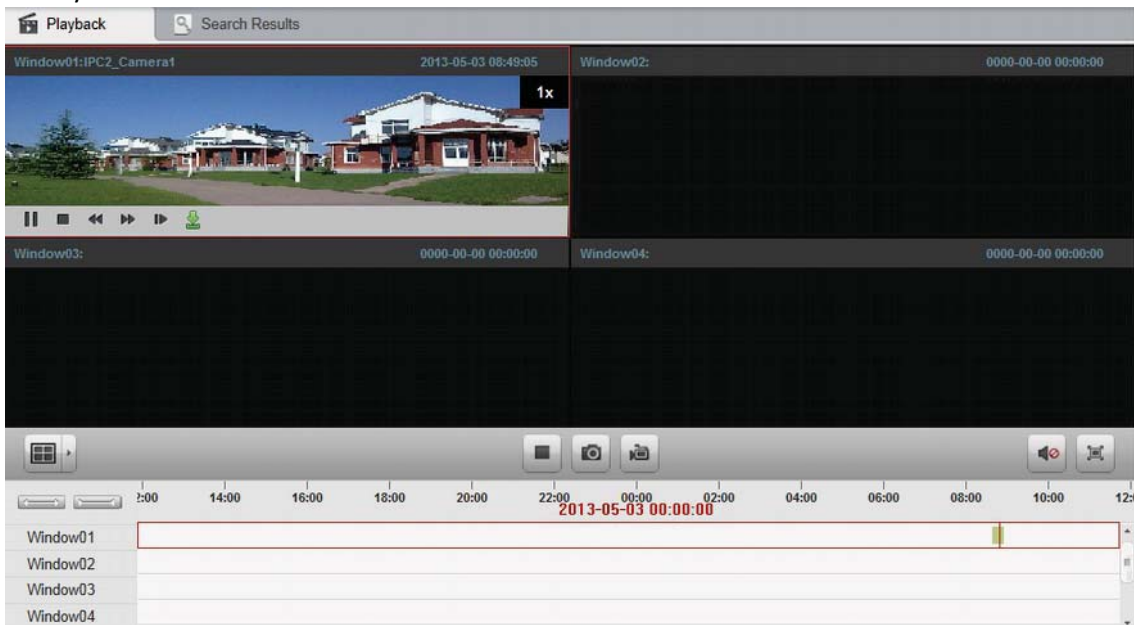 Playback Search Results
Window01:IPC2_Camera1 2013-05-03 08:49:05 Window02: 0000-00-00 00:00:00
1x
Window03: 0000-00-00 00:00:00 Window04: 0000-00-00 00:00:00
2:00 14:00 16:00 18:00 20:00 22:00 00:00 02:00 04:00 06:00 08:00 10:00 12:
2013-05-03 00:00:00
Window01
Window02
Window03
Window04